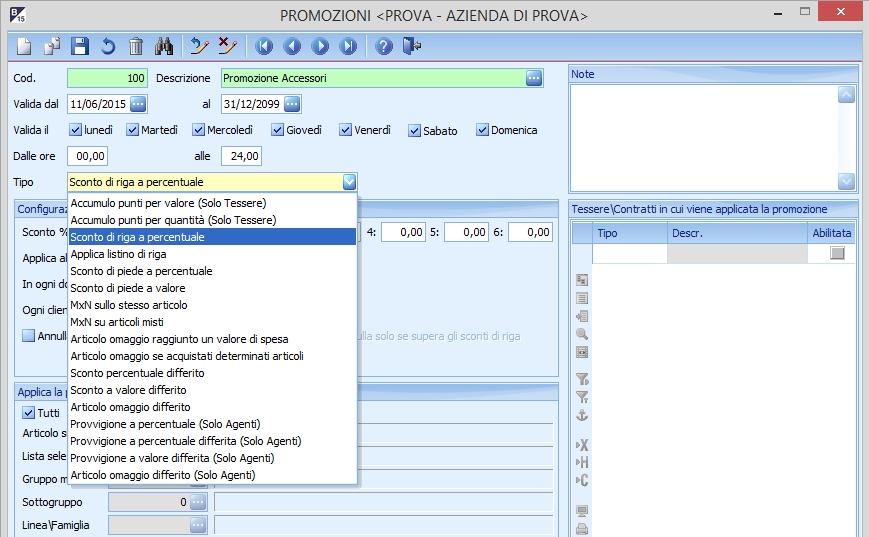 B
15
PROMOZIONI <PROVA - AZIENDA DI PROVA>
Cod. 100 Descrizione Promozione Accessori
Valida dal 11/06/2015 al 31/12/2099
Valida il lunedì Martedì Mercoledì Giovedì Venerdì Sabato Domenica
Dalle ore 00,00 alle 24,00
Tipo Sconto di riga a percentuale
Accumulo punti per valore (Solo Tessere)
Accumulo punti per quantità (Solo Tessere)
Sconto di riga a percentuale
Applica listino di riga
Sconto di piede a percentuale
Sconto di piede a valore
MxN sullo stesso articolo
MxN su articoli misti
Articolo omaggio raggiunto un valore di spesa
Articolo omaggio se acquistati determinati articoli
Sconto percentuale differito
Sconto a valore differito
Articolo omaggio differito
Provvigione a percentuale (Solo Agenti)
Provvigione a percentuale differita (Solo Agenti)
Provvigione a valore differita (Solo Agenti)
Articolo omaggio differito (Solo Agenti)
Sconto % 4: 0,00 5: 0,00 6: 0,00
Applica al
In ogni do
Ogni clien
Annulla solo se supera gli sconti di riga
Applica la p
Tutti
Articolo s
Lista sele
Gruppo m
Sottogruppo 0
Linea\Famiglia
Note
Tessere\Contratti in cui viene applicata la promozione
Tipo Descr. Abilitata